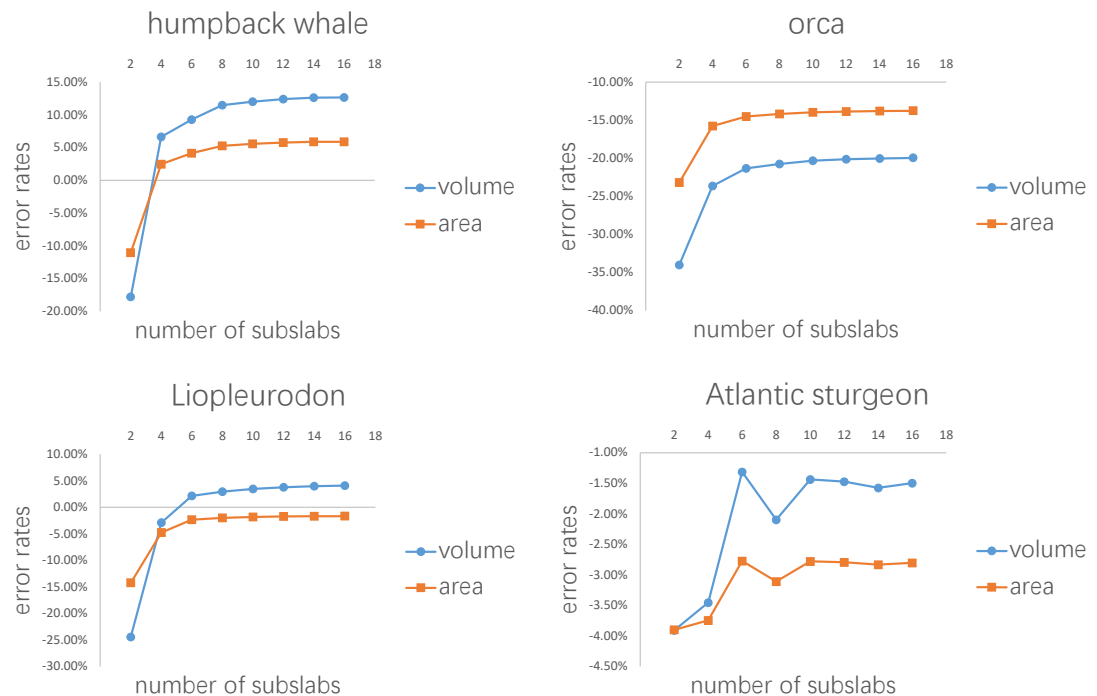 humpback whale
2 4 6 8 10 12 14 16 18
15.00%
10.00%
5.00%
0.00%
-5.00%
-10.00%
-15.00%
-20.00%
error rates
number of subslabs
volume
area
orca
2 4 6 8 10 12 14 16 18
-10.00%
-15.00%
-20.00%
-25.00%
-30.00%
-35.00%
-40.00%
error rates
number of subslabs
volume
area
Liopleurodon
2 4 6 8 10 12 14 16 18
10.00%
5.00%
0.00%
-5.00%
-10.00%
-15.00%
-20.00%
-25.00%
-30.00%
error rates
number of subslabs
volume
area
Atlantic sturgeon
2 4 6 8 10 12 14 16 18
-1.00%
-1.50%
-2.00%
-2.50%
-3.00%
-3.50%
-4.00%
-4.50%
error rates
number of subslabs
volume
area